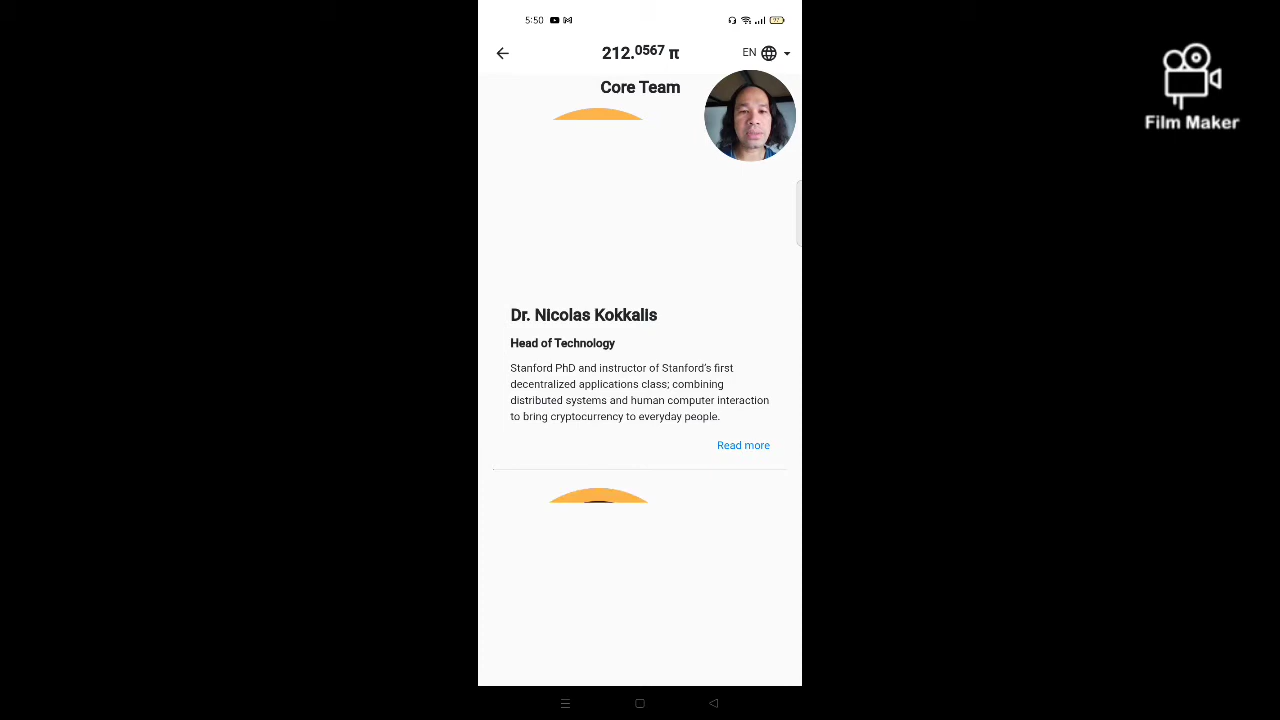 5:50
77
212.0567 π
EN
Core Team
Film Maker
Dr. Nicolas Kokkalis
Head of Technology
Stanford PhD and instructor of Stanford's first
decentralized applications class; combining
distributed systems and human computer interaction
to bring cryptocurrency to everyday people.
Read more